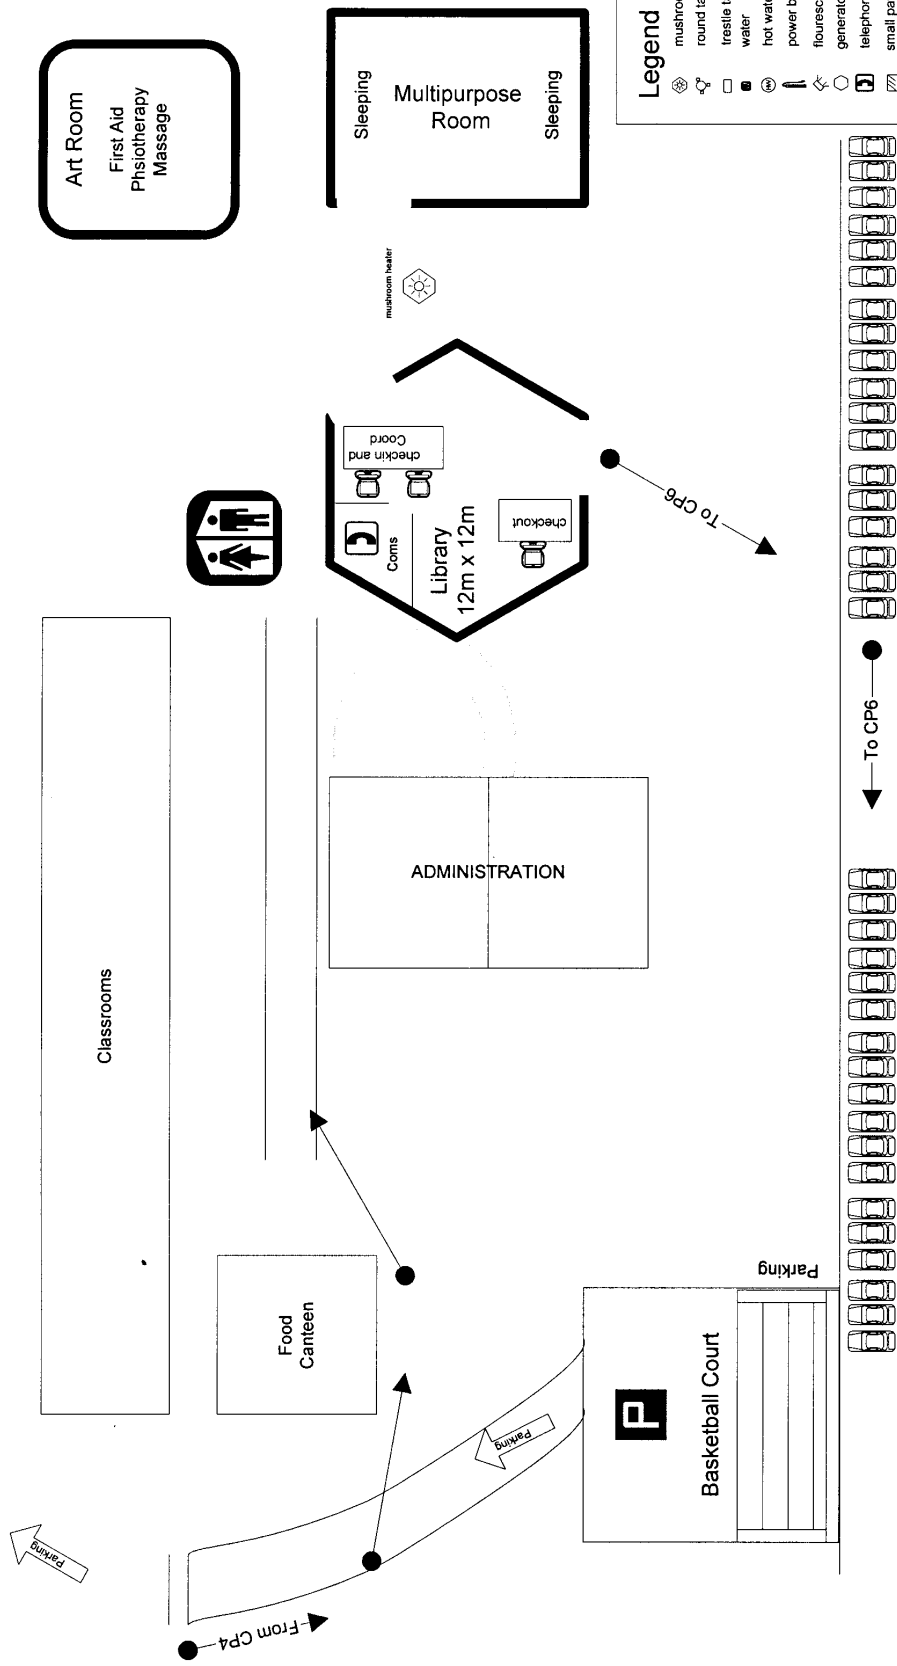 Art Room
First Aid
Phsiotherapy
Massage
Sleeping
Multipurpose
Room
Sleeping
mushroom heater
checkin and
Coord
Coms
Library
12m x 12m
checkout
To CP6
To CP6
Classrooms
ADMINISTRATION
Food
Canteen
Parking
Parking
Parking
P
Basketball Court
From CP4
Legend
water